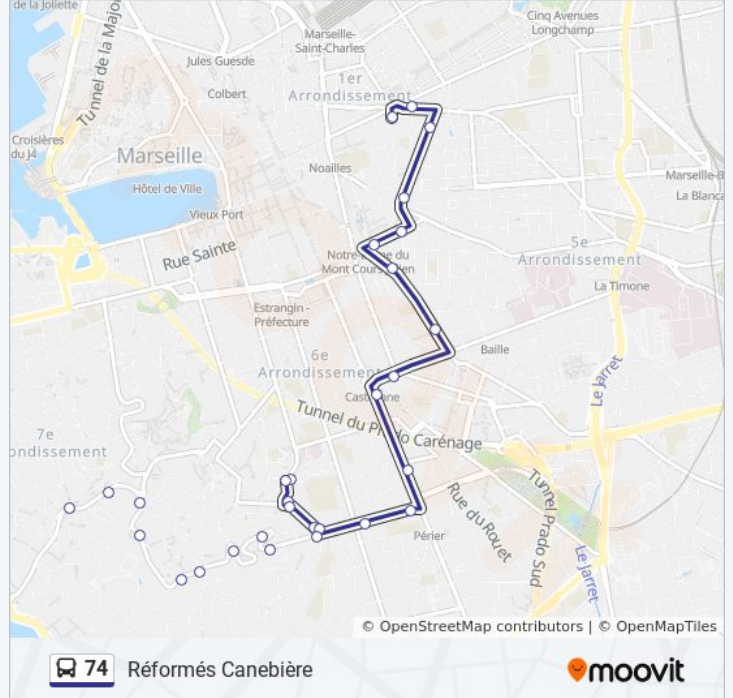 de la Joliette
Cinq Avenues
Longchamp
Marseille-
Saint-Charles
Tunnel de la Majo
Jules Guesde
1er
Arrondissement
Colbert
Croisières
du J4
Marseille
Noailles
Marseille-B
La Blanca
Hôtel de Ville
Vieux Port
Rue Sainte
5e
Arrondissement
La Timone
Estrangin -
Préfecture
6e
Arrondissement
Baille
Le Jarret
Tunnel du Prado Carénage
7e
ondissement
Rue du Rouet
Tunnel Prado Sud
Périer
Le Jarret
© OpenStreetMap contributors | © OpenMapTiles
74 Réformés Canebière
moovit